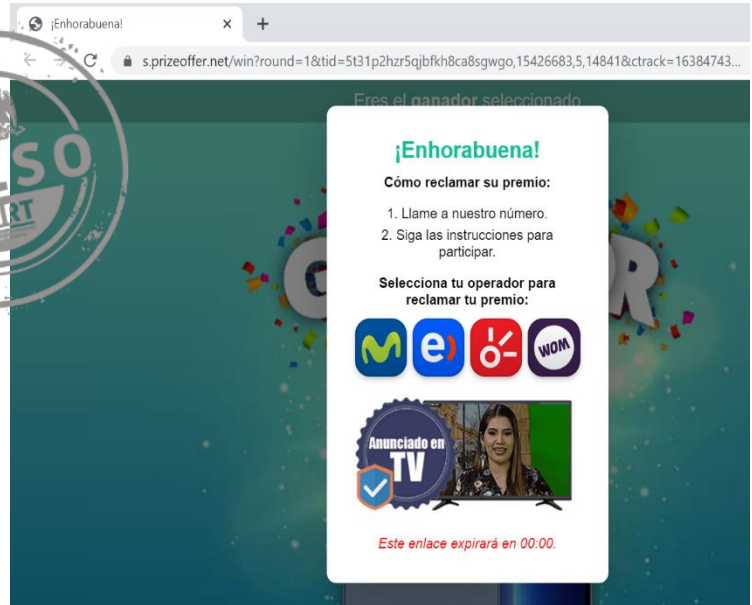 ¡Enhorabuena!
s.prizeoffer.net/win?round=1&tid=5t31p2hzr5qjbfkh8ca8sgwgo,15426683,5,14841&ctrack=16384743...
Eres el ganador seleccionado
¡Enhorabuena!
Cómo reclamar su premio:
1. Llame a nuestro número.
2. Siga las instrucciones para
participar.
Selecciona tu operador para
reclamar tu premio:
e)
WOM
Anunciado en
TV
Este enlace expirará en 00:00.